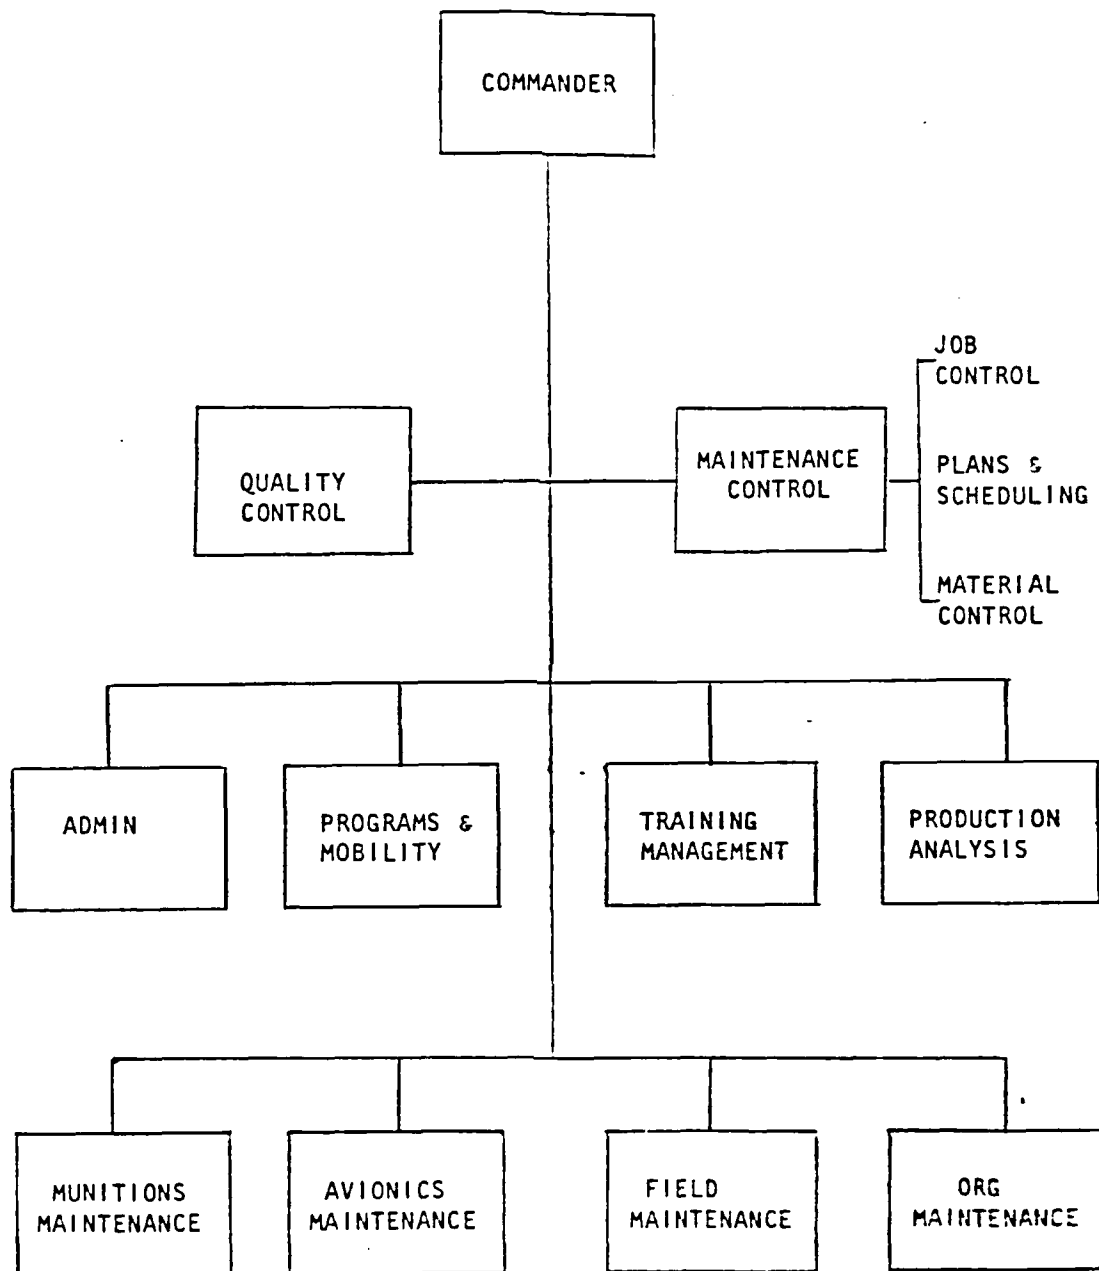 COMMANDER
JOB
CONTROL
QUALITY
CONTROL
MAINTENANCE
CONTROL
PLANS &
SCHEDULING
MATERIAL
CONTROL
ADMIN
PROGRAMS &
MOBILITY
TRAINING
MANAGEMENT
PRODUCTION
ANALYSIS
MUNITIONS
MAINTENANCE
AVIONICS
MAINTENANCE
FIELD
MAINTENANCE
ORG
MAINTENANCE